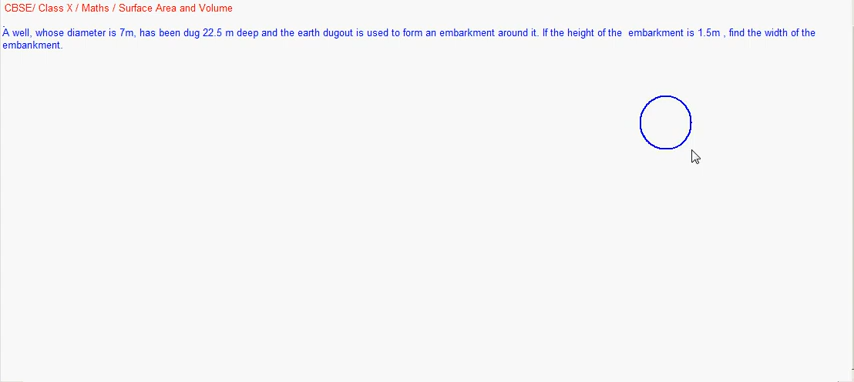 CBSE/ Class X / Maths / Surface Area and Volume
A well, whose diameter is 7m, has been dug 22.5 m deep and the earth dugout is used to form an embarkment around it. If the height of the embarkment is 1.5m , find the width of the
embankment.